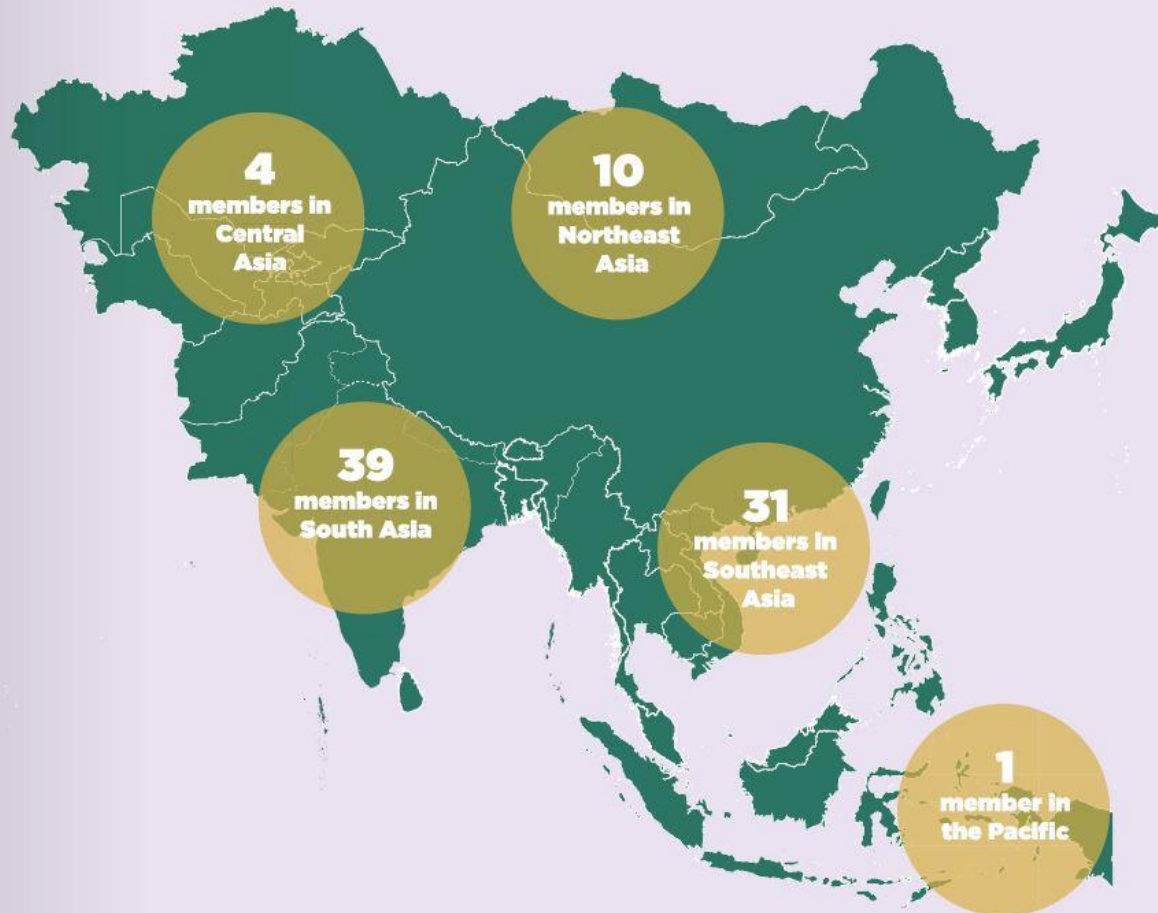 4
members in
Central
Asia
10
members in
Northeast
Asia
39
members in
South Asia
31
members in
Southeast
Asia
1
member in
the Pacific